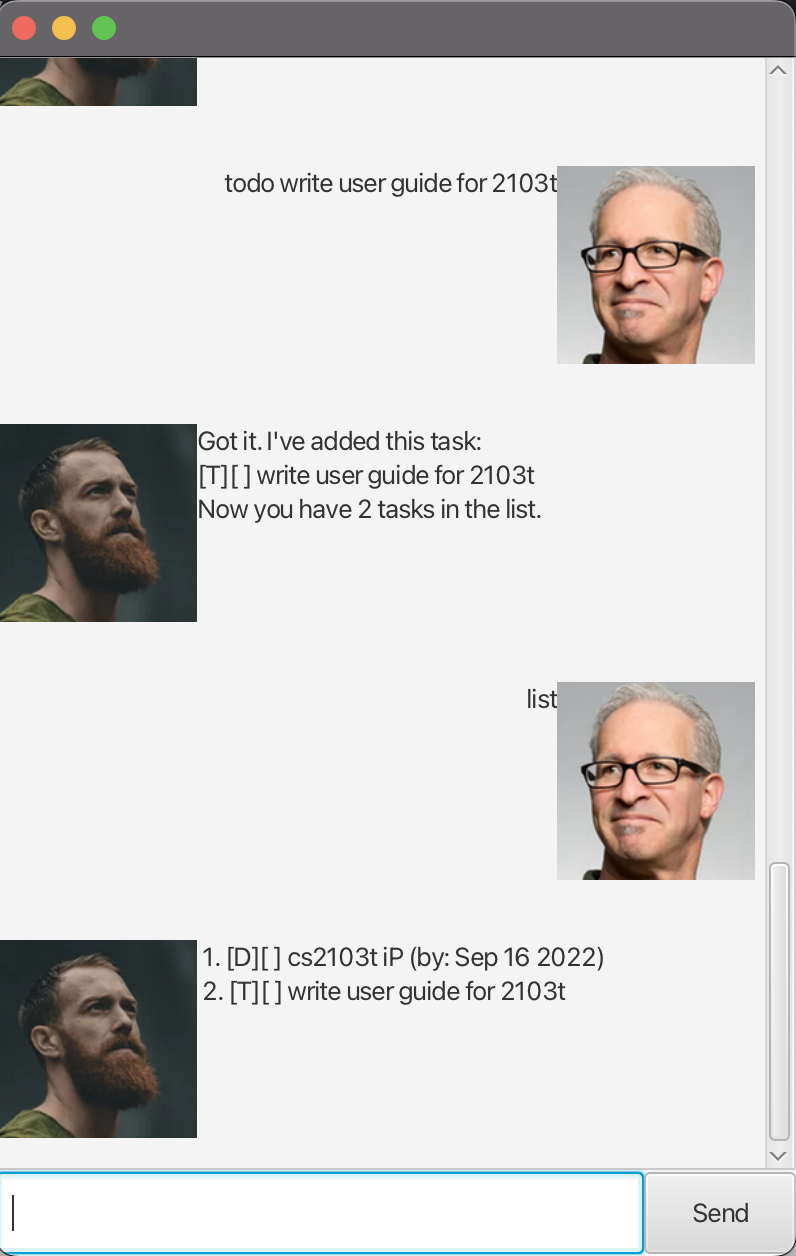 todo write user guide for 2103t
Got it. I've added this task:
[T][ ] write user guide for 2103t
Now you have 2 tasks in the list.
list
1. [D][ ] cs2103t iP (by: Sep 16 2022)
2. [T][ ] write user guide for 2103t
Send